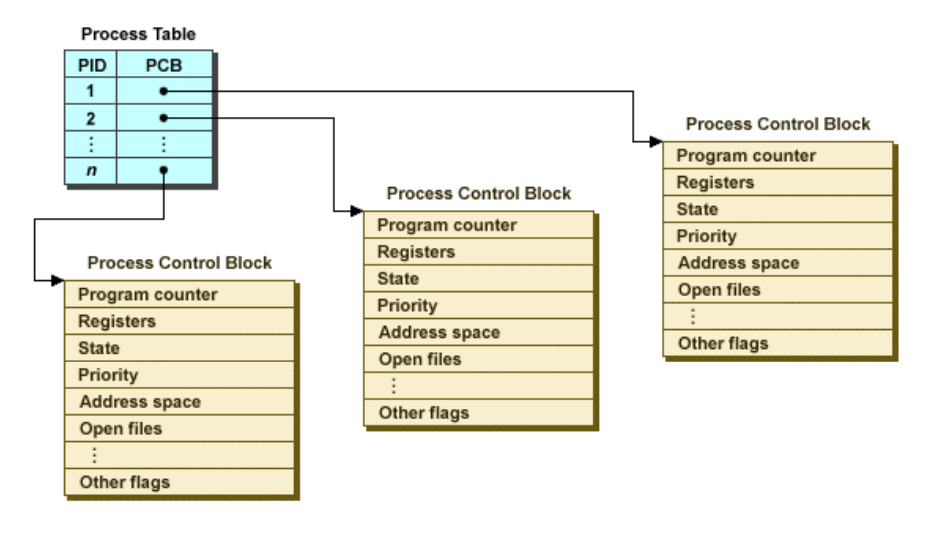 Process Table
PID PCB
1
2
⋮ ⋮
n
Process Control Block
Program counter
Registers
State
Priority
Address space
Open files
⋮
Other flags
Process Control Block
Program counter
Registers
State
Priority
Address space
Open files
⋮
Other flags
Process Control Block
Program counter
Registers
State
Priority
Address space
Open files
⋮
Other flags